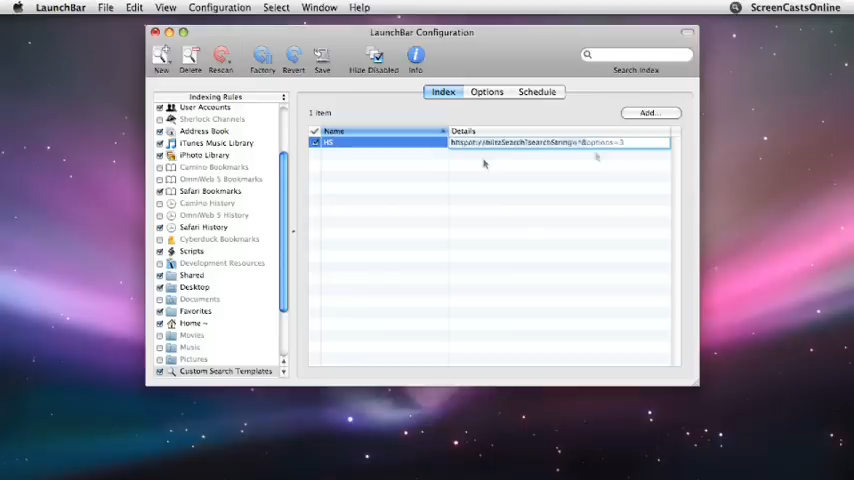 LaunchBar File Edit View Configuration Select Window Help ScreenCastsOnline
LaunchBar Configuration
New Delete Rescan Factory Revert Save Hide Disabled Info Search Index
Indexing Rules
User Accounts
Sherlock Channels
Address Book
iTunes Music Library
iPhoto Library
Camino Bookmarks
OmniWeb 5 Bookmarks
Safari Bookmarks
Camino History
OmniWeb 5 History
Safari History
Cyberduck Bookmarks
Scripts
Development Resources
Shared
Desktop
Documents
Favorites
Home ~
Movies
Music
Pictures
Custom Search Templates
Index Options Schedule
1 item
Add...
Name Details
HS